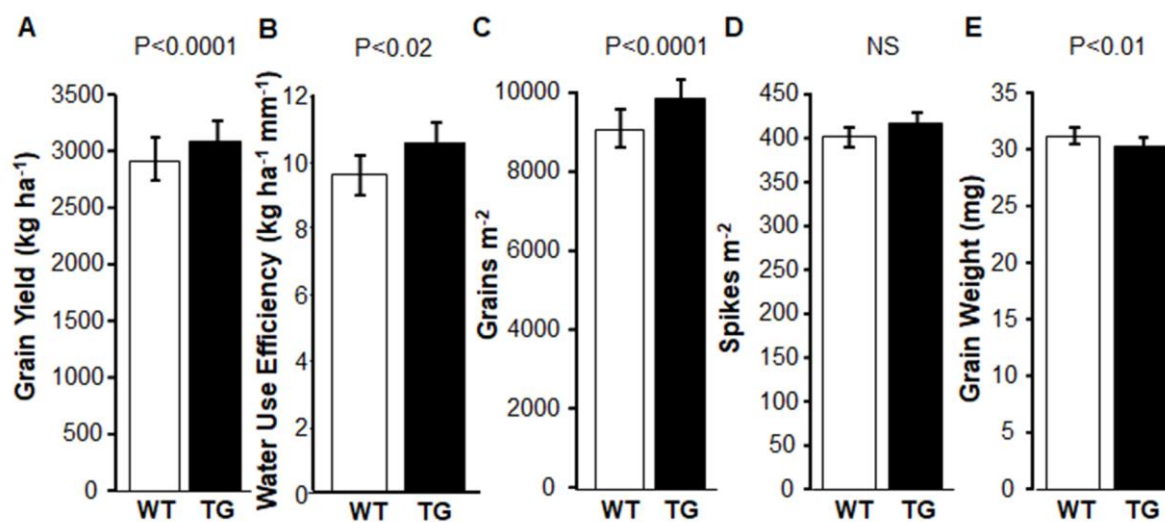 A
P<0.0001
Grain Yield (kg ha⁻¹)
3500
3000
2500
2000
1500
1000
500
0
WT TG
B
P<0.02
Water Use Efficiency (kg ha⁻¹ mm⁻¹)
12
10
8
6
4
2
0
WT TG
C
P<0.0001
Grains m⁻²
10000
8000
6000
4000
2000
0
WT TG
D
NS
Spikes m⁻²
450
400
350
300
250
200
150
100
50
0
WT TG
E
P<0.01
Grain Weight (mg)
35
30
25
20
15
10
5
0
WT TG